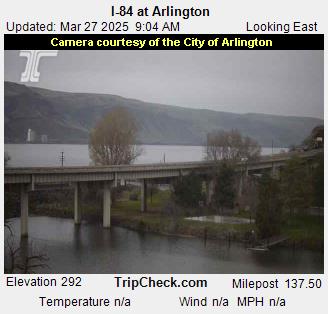 I-84 at Arlington
Updated: Mar 27 2025 9:04 AM Looking East
Camera courtesy of the City of Arlington
Elevation 292 TripCheck.com Milepost 137.50
Temperature n/a Wind n/a MPH n/a